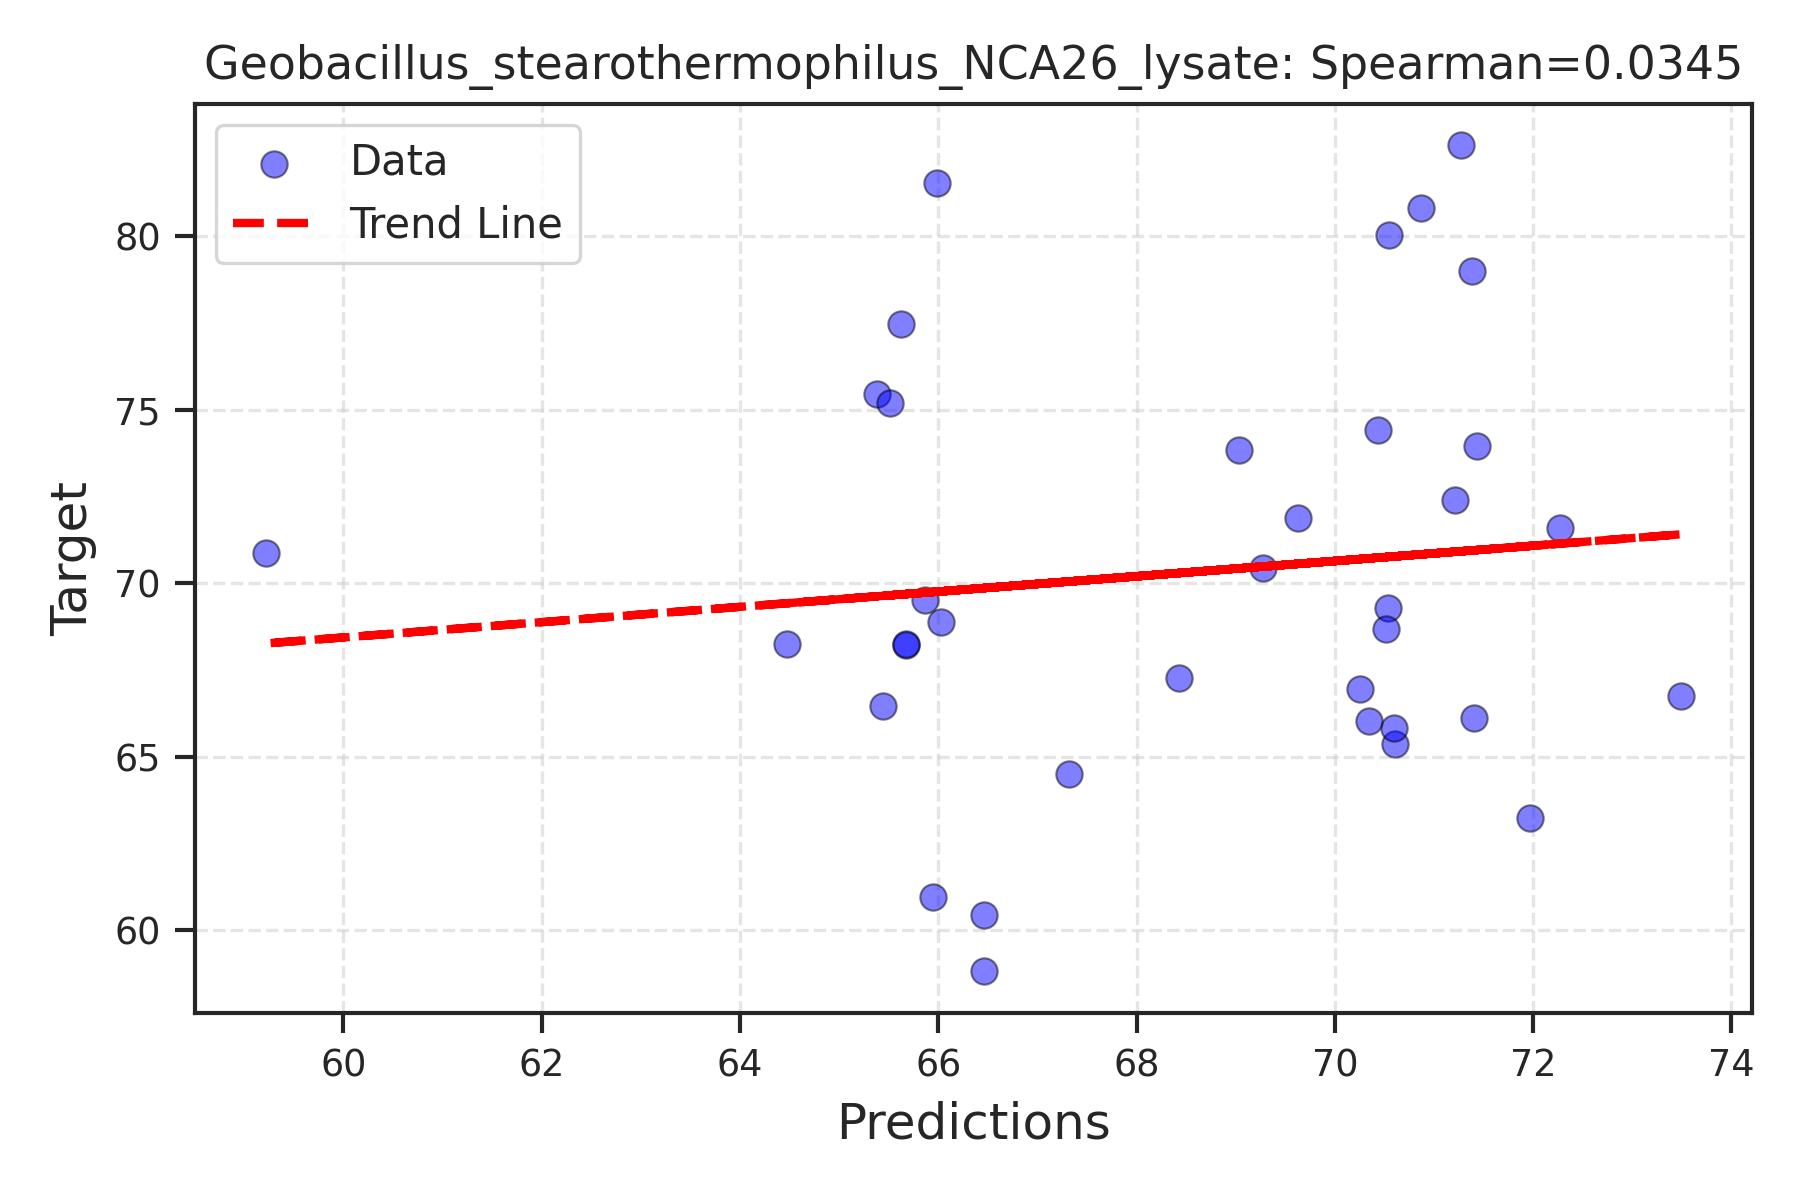 Geobacillus_stearothermophilus_NCA26_lysate: Spearman=0.0345
Data
Trend Line
80
75
70
65
60
Target
60 62 64 66 68 70 72 74
Predictions